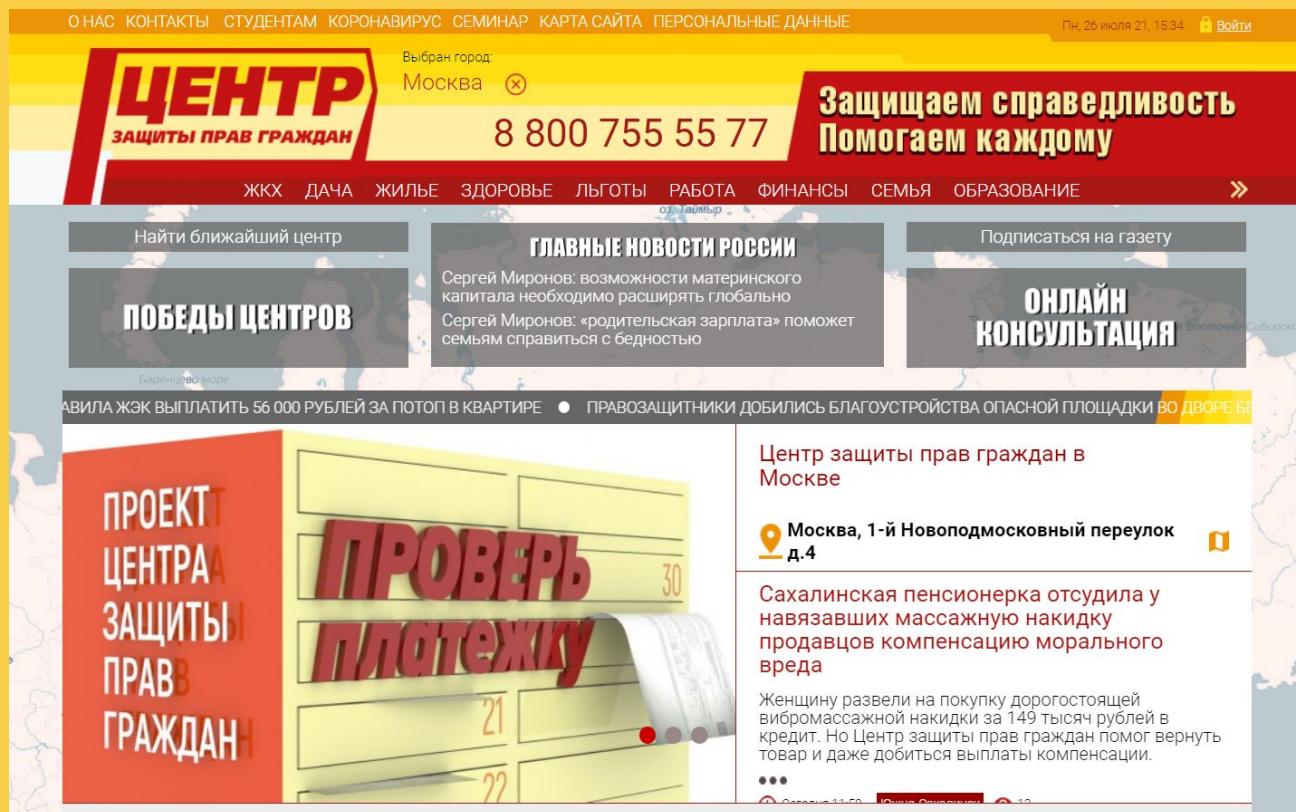 О НАС КОНТАКТЫ СТУДЕНТАМ КОРОНАВИРУС СЕМИНАР КАРТА САЙТА ПЕРСОНАЛЬНЫЕ ДАННЫЕ
Пн, 26 июля 21, 15:34 Войти
ЦЕНТР
ЗАЩИТЫ ПРАВ ГРАЖДАН
Выбран город:
Москва
8 800 755 55 77
Защищаем справедливость
Помогаем каждому
ЖКХ ДАЧА ЖИЛЬЕ ЗДОРОВЬЕ ЛЬГОТЫ РАБОТА ФИНАНСЫ СЕМЬЯ ОБРАЗОВАНИЕ
оз. Таймыр
Найти ближайший центр
ПОБЕДЫ ЦЕНТРОВ
ГЛАВНЫЕ НОВОСТИ РОССИИ
Сергей Миронов: возможности материнского
капитала необходимо расширять глобально
Сергей Миронов: «родительская зарплата» поможет
семьям справиться с бедностью
Подписаться на газету
ОНЛАЙН
КОНСУЛЬТАЦИЯ
Баренцево море
АВИЛА ЖЭК ВЫПЛАТИТЬ 56 000 РУБЛЕЙ ЗА ПОТОП В КВАРТИРЕ ● ПРАВОЗАЩИТНИКИ ДОБИЛИСЬ БЛАГОУСТРОЙСТВА ОПАСНОЙ ПЛОЩАДКИ ВО ДВОРЕ
ПРОЕКТ
ЦЕНТРА
ЗАЩИТЫ
ПРАВ
ГРАЖДАН
ПРОВЕРЬ
платежку
30
21
22
Центр защиты прав граждан в
Москве
Москва, 1-й Новоподмосковный переулок
д.4
Сахалинская пенсионерка отсудила у
навязавших массажную накидку
продавцов компенсацию морального
вреда
Женщину развели на покупку дорогостоящей
вибромассажной накидки за 149 тысяч рублей в
кредит. Но Центр защиты прав граждан помог вернуть
товар и даже добиться выплаты компенсации.